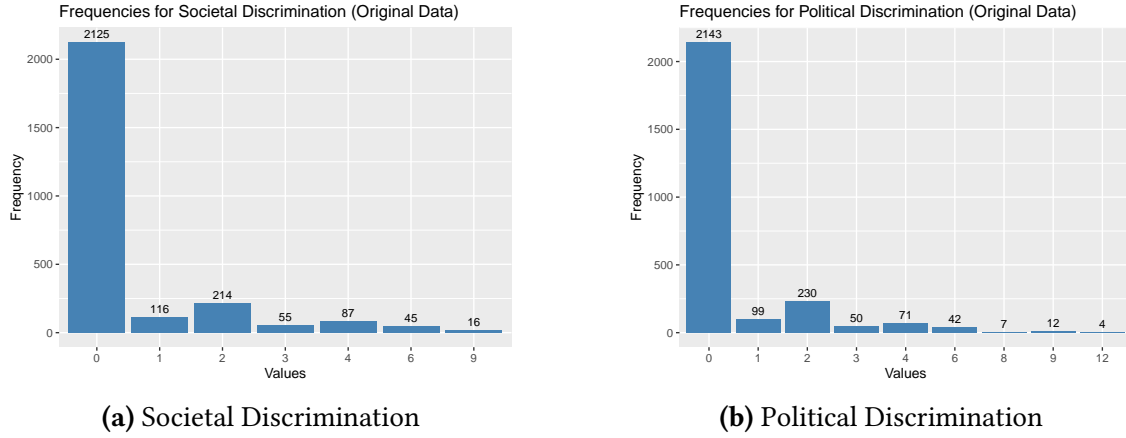 Frequencies for Societal Discrimination (Original Data)
2125
2000
1500
Frequency
1000
500
116
214
55
87
45
16
0
0 1 2 3 4 6 9
Values
(a) Societal Discrimination
Frequencies for Political Discrimination (Original Data)
2143
2000
1500
Frequency
1000
500
99
230
50
71
42
7
12
4
0
0 1 2 3 4 6 8 9 12
Values
(b) Political Discrimination